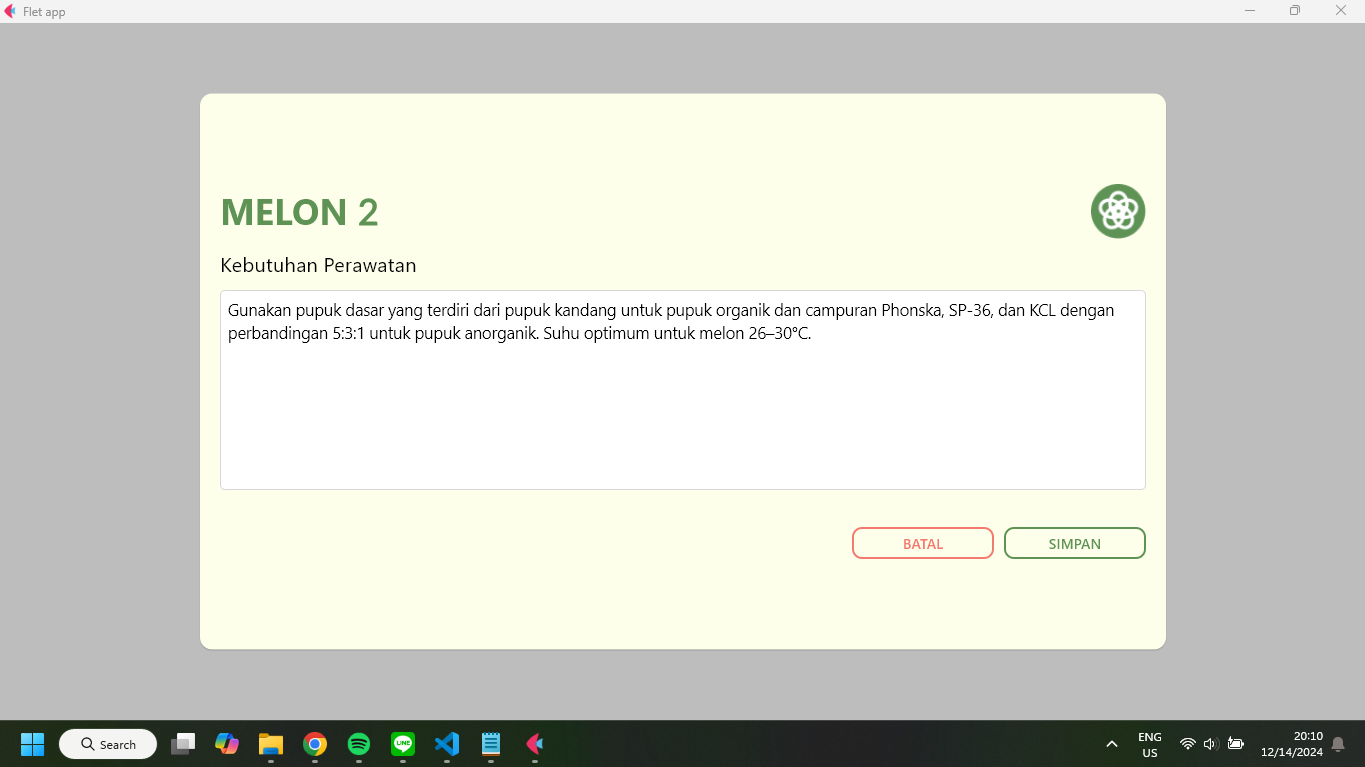 Flet app
MELON 2
Kebutuhan Perawatan
Gunakan pupuk dasar yang terdiri dari pupuk kandang untuk pupuk organik dan campuran Phonska, SP-36, dan KCL dengan
perbandingan 5:3:1 untuk pupuk anorganik. Suhu optimum untuk melon 26–30°C.
BATAL
SIMPAN
Search
LINE
ENG
US
20:10
12/14/2024